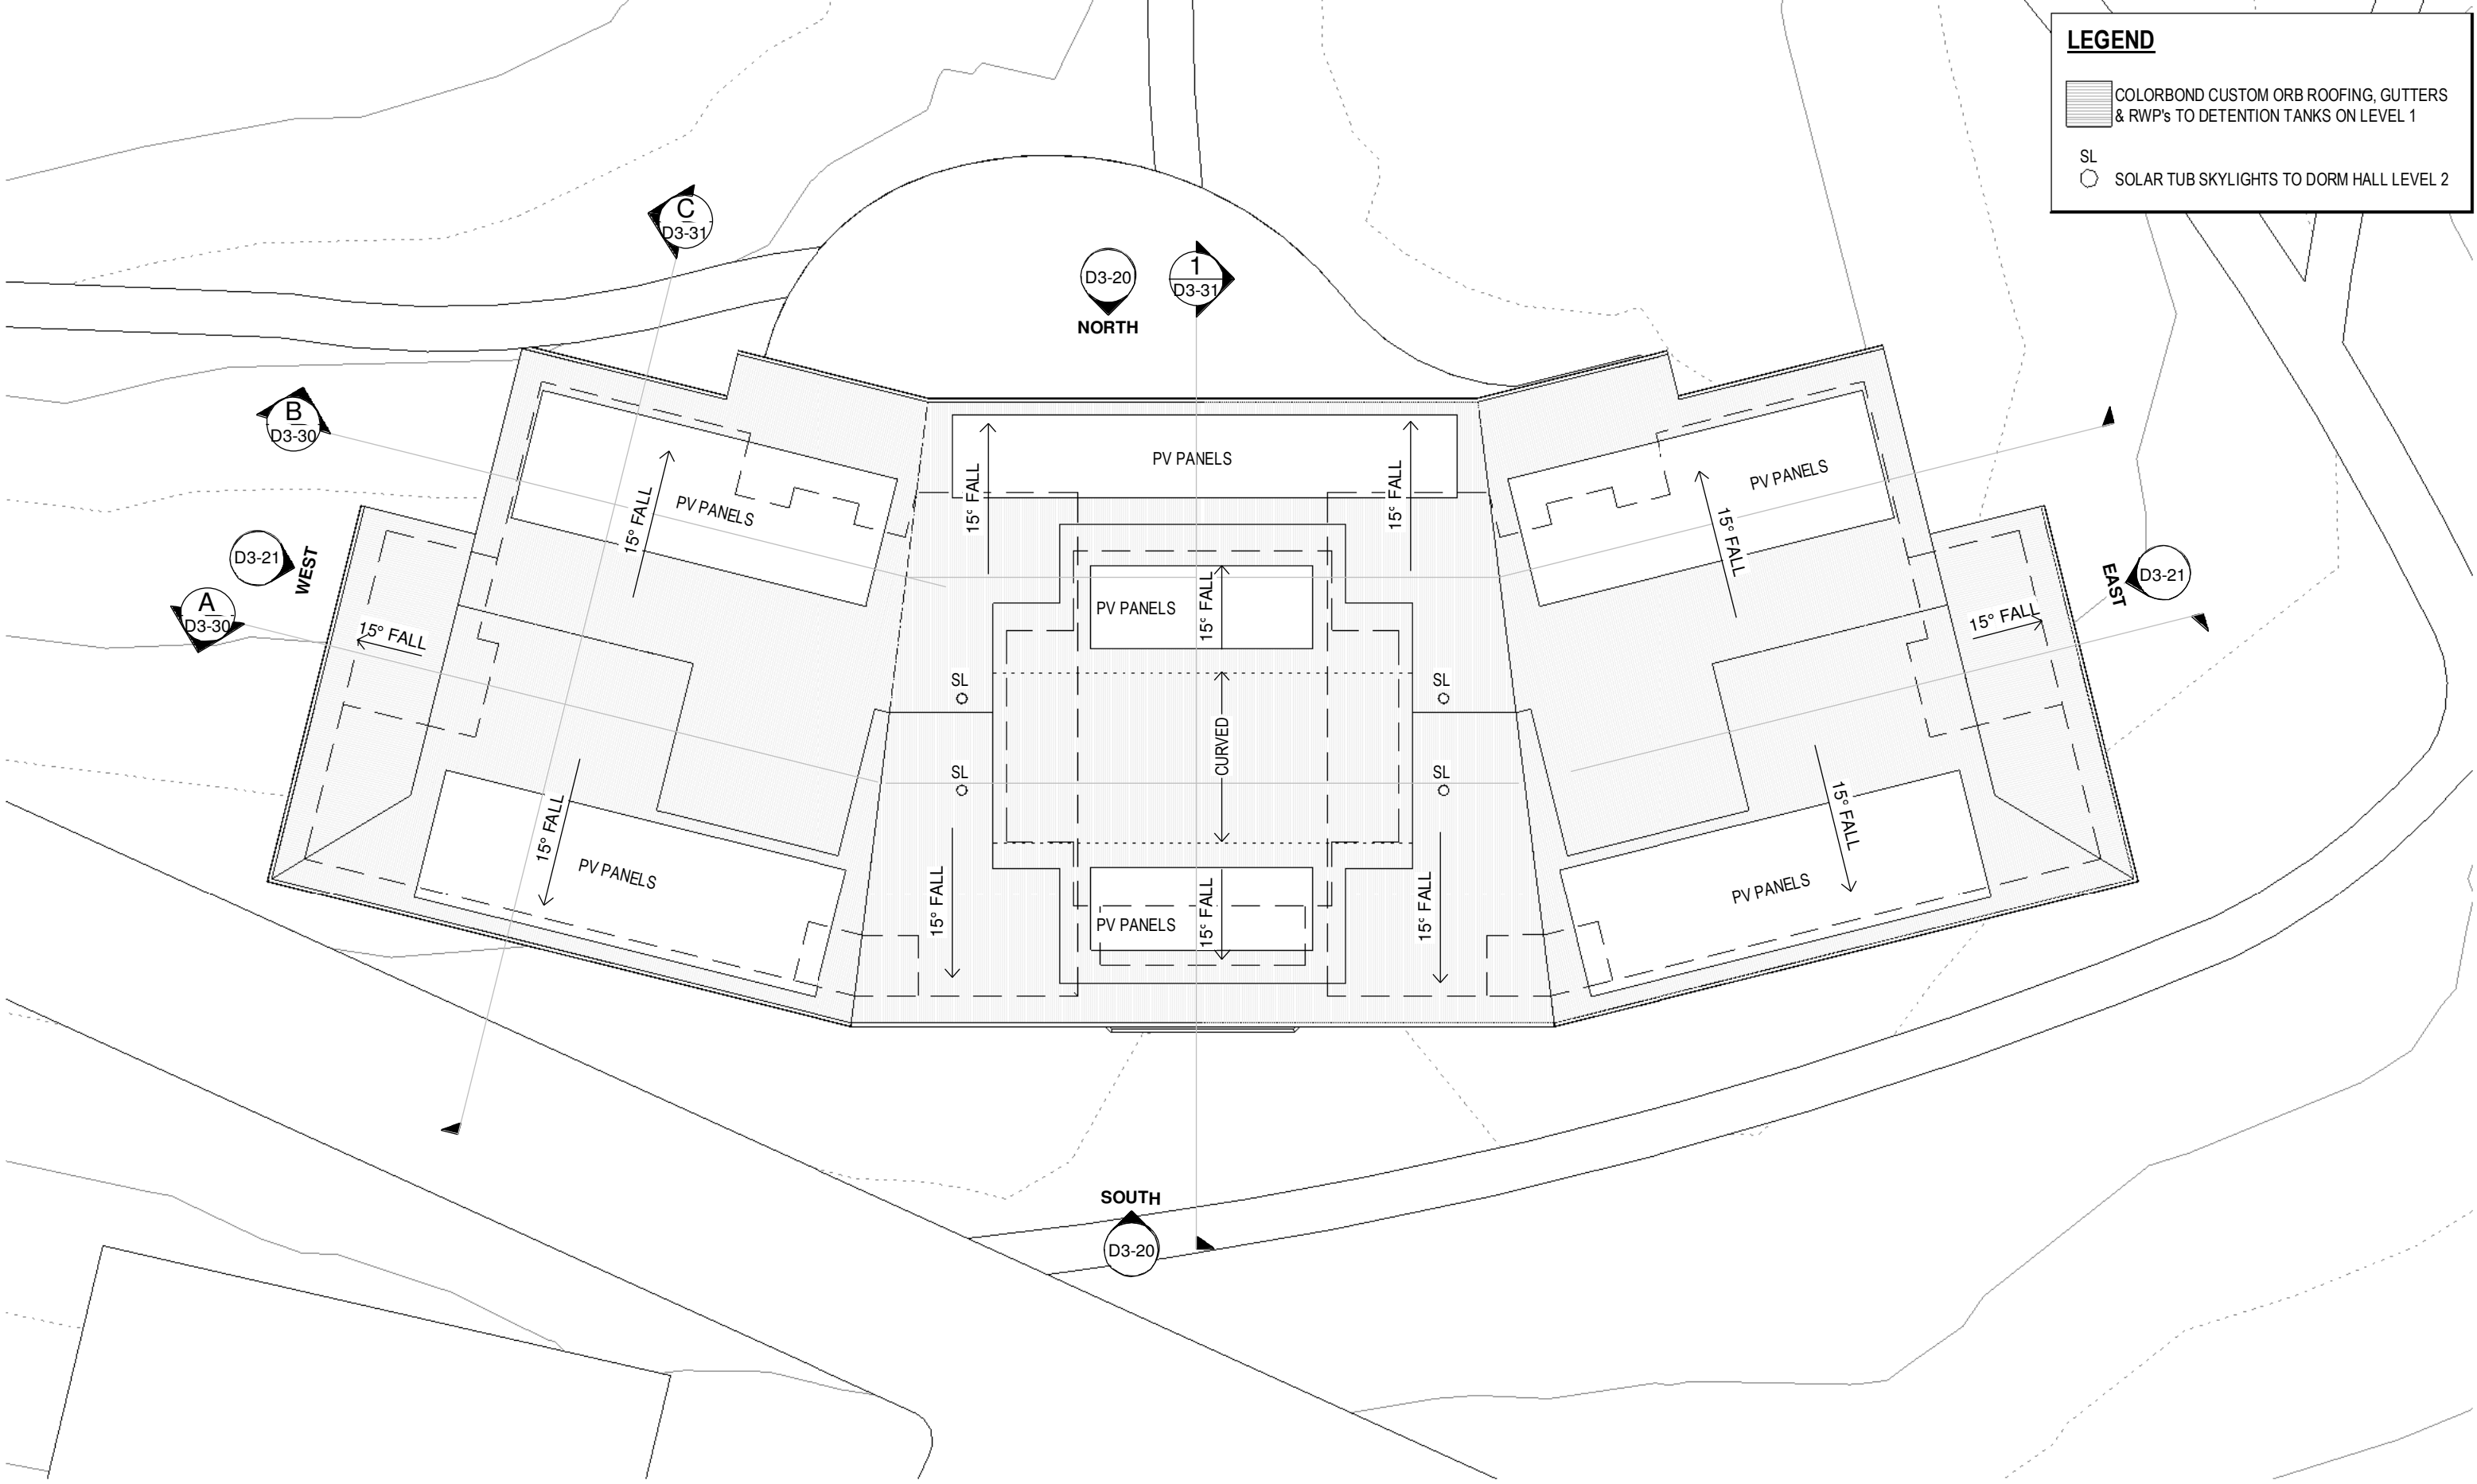 LEGEND
COLORBOND CUSTOM ORB ROOFING, GUTTERS
& RWP's TO DETENTION TANKS ON LEVEL 1
SL
SOLAR TUB SKYLIGHTS TO DORM HALL LEVEL 2
C
D3-31
D3-20
NORTH
1
D3-31
B
D3-30
D3-21
WEST
A
D3-30
D3-21
EAST
PV PANELS
15° FALL
15° FALL
PV PANELS
15° FALL
PV PANELS
15° FALL
15° FALL
15° FALL
PV PANELS
15° FALL
SL
SL
CURVED
SL
SL
15° FALL
PV PANELS
15° FALL
PV PANELS
15° FALL
15° FALL
15° FALL
PV PANELS
SOUTH
D3-20